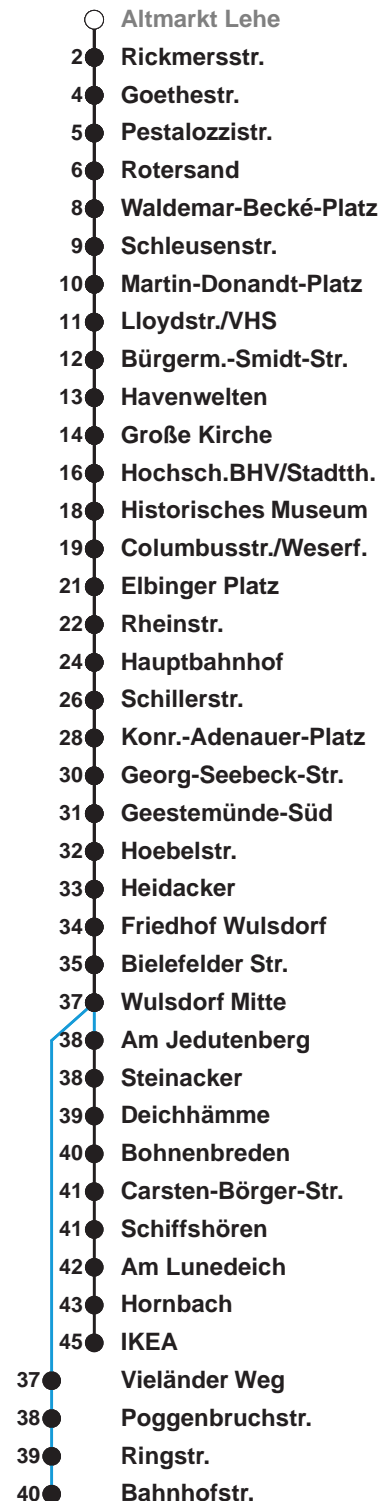 Altmarkt Lehe
2 Rickmersstr.
4 Goethestr.
5 Pestalozzistr.
6 Rotersand
8 Waldemar-Becké-Platz
9 Schleusenstr.
10 Martin-Donandt-Platz
11 Lloydstr./VHS
12 Bürgerm.-Smidt-Str.
13 Havenwelten
14 Große Kirche
16 Hochsch.BHV/Stadtth.
18 Historisches Museum
19 Columbusstr./Weserf.
21 Elbinger Platz
22 Rheinstr.
24 Hauptbahnhof
26 Schillerstr.
28 Konr.-Adenauer-Platz
30 Georg-Seebeck-Str.
31 Geestemünde-Süd
32 Hoebelstr.
33 Heidacker
34 Friedhof Wulsdorf
35 Bielefelder Str.
37 Wulsdorf Mitte
38 Am Jedutenberg
38 Steinacker
39 Deichhämme
40 Bohnenbreden
41 Carsten-Börger-Str.
41 Schiffshören
42 Am Lunedeich
43 Hornbach
45 IKEA
37 Vieländer Weg
38 Poggenbruchstr.
39 Ringstr.
40 Bahnhofstr.